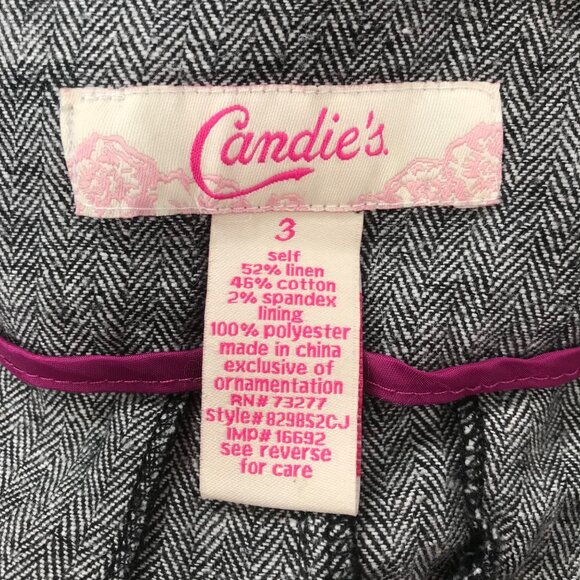 Candie's.
3
self
52% linen
46% cotton
2% spandex
lining
100% polyester
made in china
exclusive of
ornamentation
RN# 73277
style# 829852CJ
IMP# 16692
see reverse
for care